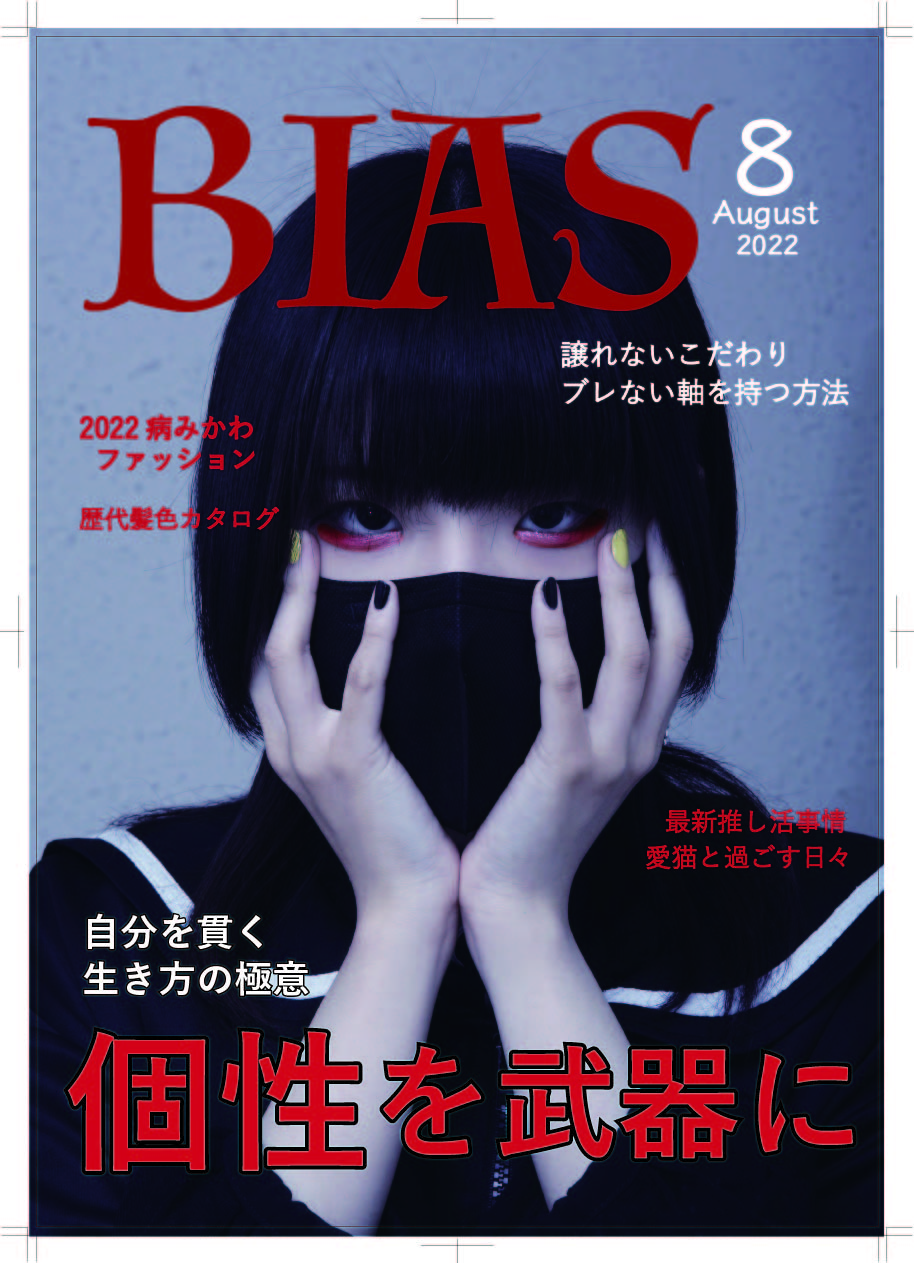 BIAS
8
August
2022
譲れないこだわり
ブレない軸を持つ方法
2022 病みかわ
ファッション
歴代髪色カタログ
最新推し活事情
愛猫と過ごす日々
自分を貫く
生き方の極意
個性を武器に